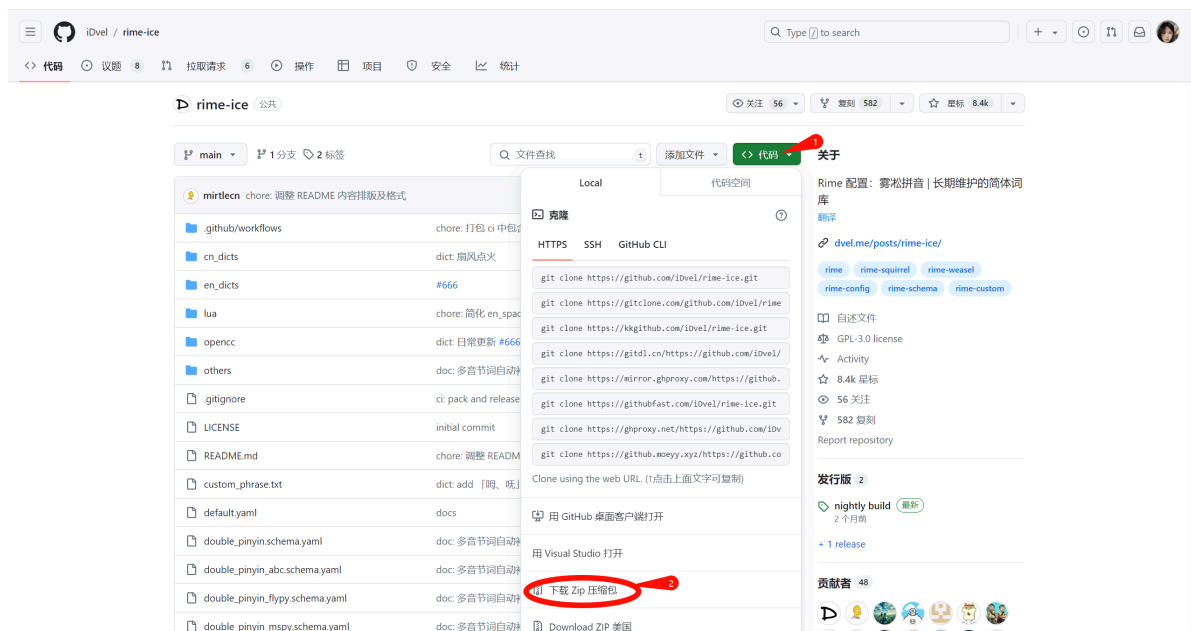 iDvel / rime-ice
Type / to search
代码 议题 8 拉取请求 6 操作 项目 安全 统计
rime-ice 公共
关注 56 复刻 582 星标 8.4k
main 1 分支 2 标签
文件查找 t
添加文件
代码
1
mirtlecn chore: 调整 README 内容排版及格式
.github/workflows chore: 打包 ci 中包含
cn_dicts dict: 扇风点火
en_dicts #666
lua chore: 简化 en_spac
opencc dict: 日常更新 #666
others doc: 多音节词自动补
.gitignore ci: pack and release
LICENSE initial commit
README.md chore: 调整 READM
custom_phrase.txt dict: add 「呣、呒」
default.yaml docs
double_pinyin.schema.yaml doc: 多音节词自动补
double_pinyin_abc.schema.yaml doc: 多音节词自动补
double_pinyin_flypy.schema.yaml doc: 多音节词自动补
double_pinyin_mspy.schema.yaml doc: 多音节词自动补
Local 代码空间
克隆
HTTPS SSH GitHub CLI
git clone https://github.com/iDvel/rime-ice.git
git clone https://gitclone.com/github.com/iDvel/rime
git clone https://kkgithub.com/iDvel/rime-ice.git
git clone https://gitdl.cn/https://github.com/iDvel/
git clone https://mirror.ghproxy.com/https://github.
git clone https://githubfast.com/iDvel/rime-ice.git
git clone https://ghproxy.net/https://github.com/iDv
git clone https://github.moeyy.xyz/https://github.co
Clone using the web URL. (↑点击上面文字可复制)
用 GitHub 桌面客户端打开
用 Visual Studio 打开
下载 Zip 压缩包
2
Download ZIP 美国
关于
Rime 配置：雾凇拼音 | 长期维护的简体词
库
翻译
dvel.me/posts/rime-ice/
rime rime-squirrel rime-weasel
rime-config rime-schema rime-custom
自述文件
GPL-3.0 license
Activity
8.4k 星标
56 关注
582 复刻
Report repository
发行版 2
nightly build 最新
2 个月前
+ 1 release
贡献者 48